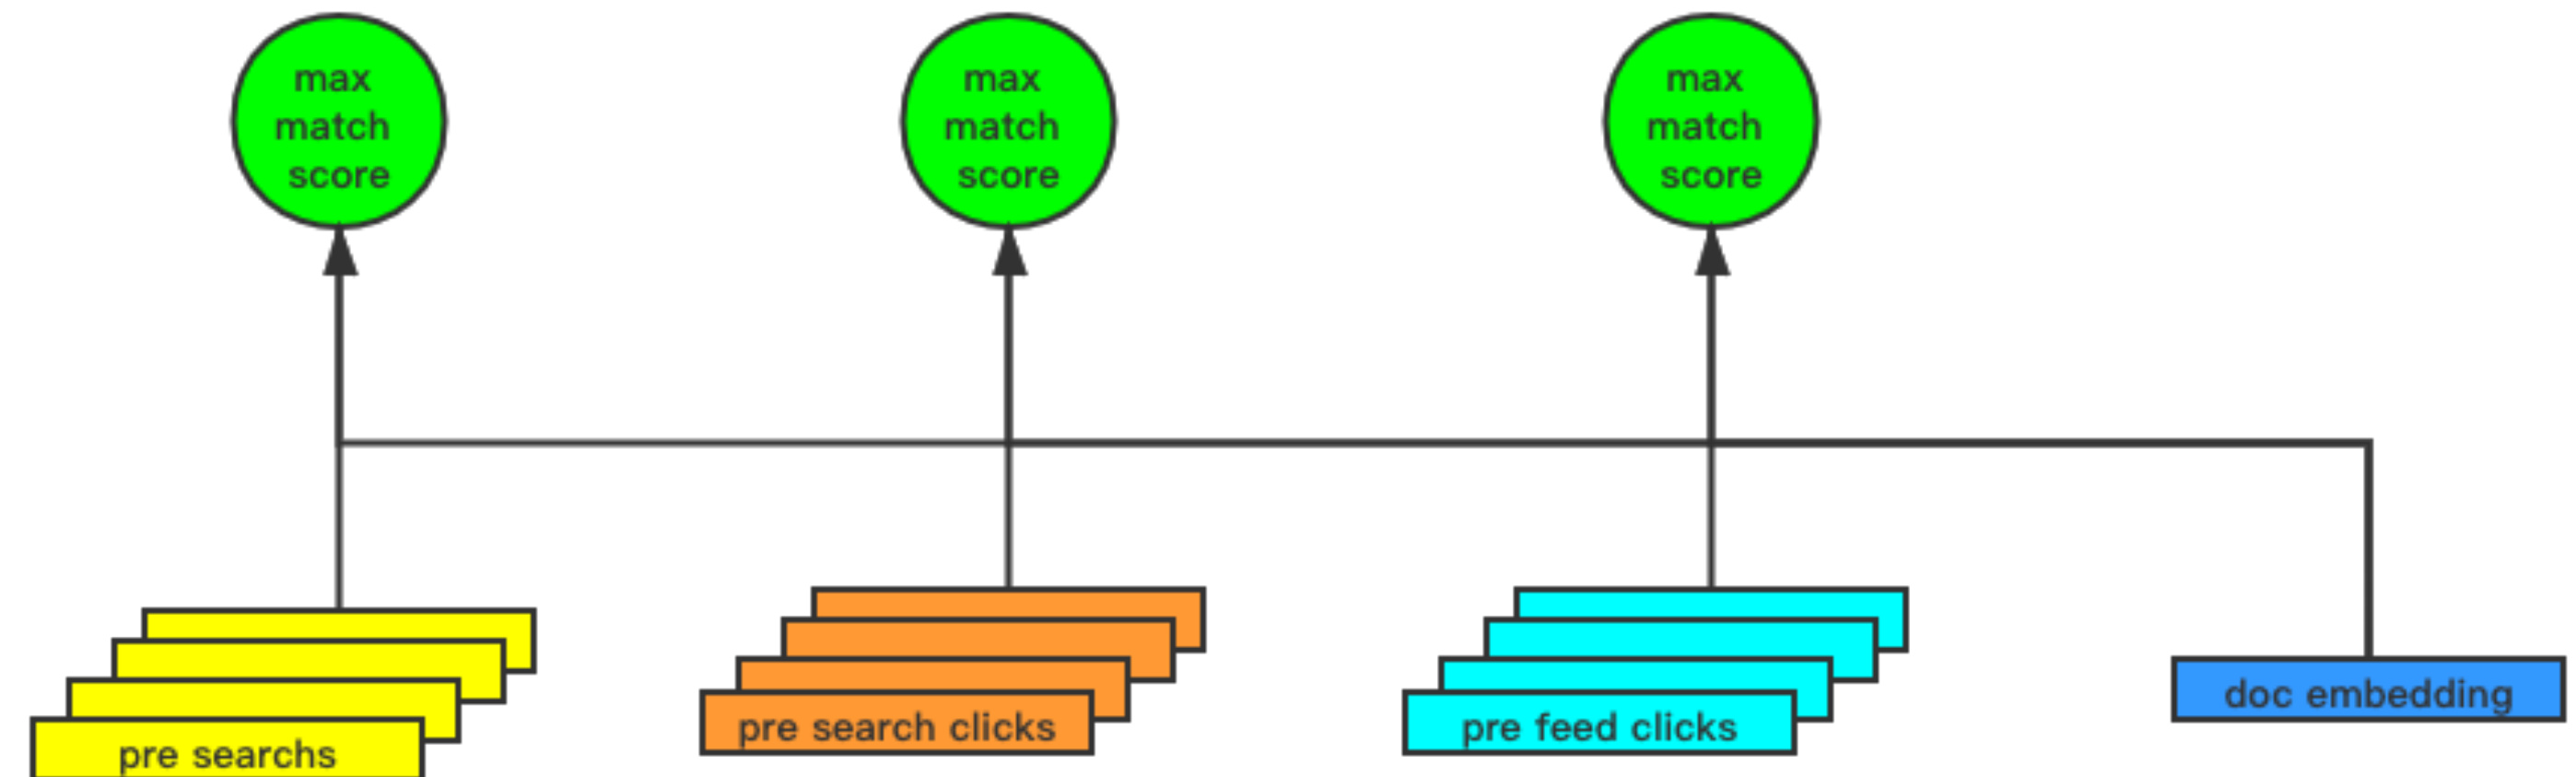 max
match
score
max
match
score
max
match
score
pre searchs
pre search clicks
pre feed clicks
doc embedding